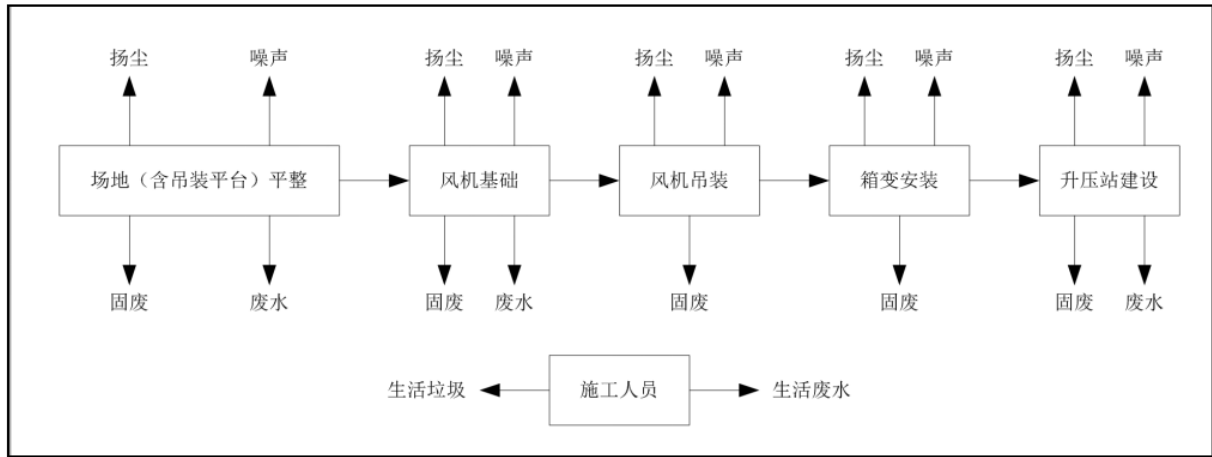 扬尘 噪声 扬尘 噪声 扬尘 噪声 扬尘 噪声 扬尘 噪声
场地（含吊装平台）平整 风机基础 风机吊装 箱变安装 升压站建设
固废 废水 固废 废水 固废 固废 固废 废水
生活垃圾 施工人员 生活废水